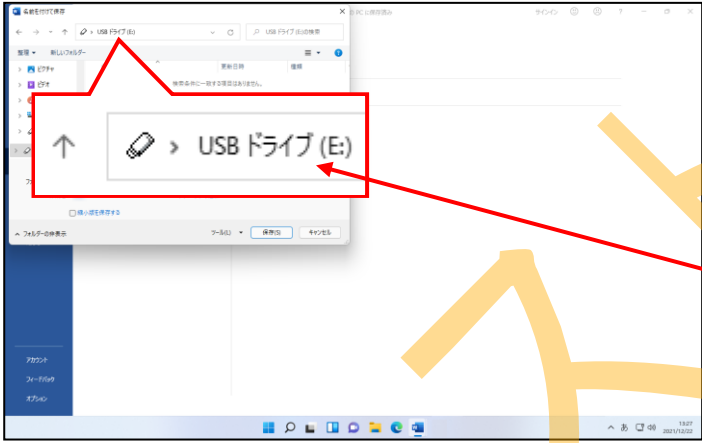 名前を付けて保存
PC に保存済み
サインイン
USB ドライブ (E:)
USB ドライブ (E:)の検索
整理
新しいフォルダー
更新日時
種類
検索条件に一致する項目はありません。
ピクチャ
ビデオ
USB ドライブ (E:)
縮小版を保存する
フォルダーの非表示
ツール(L)
保存(S)
キャンセル
アカウント
フィードバック
オプション
あ
13:27
2021/12/22